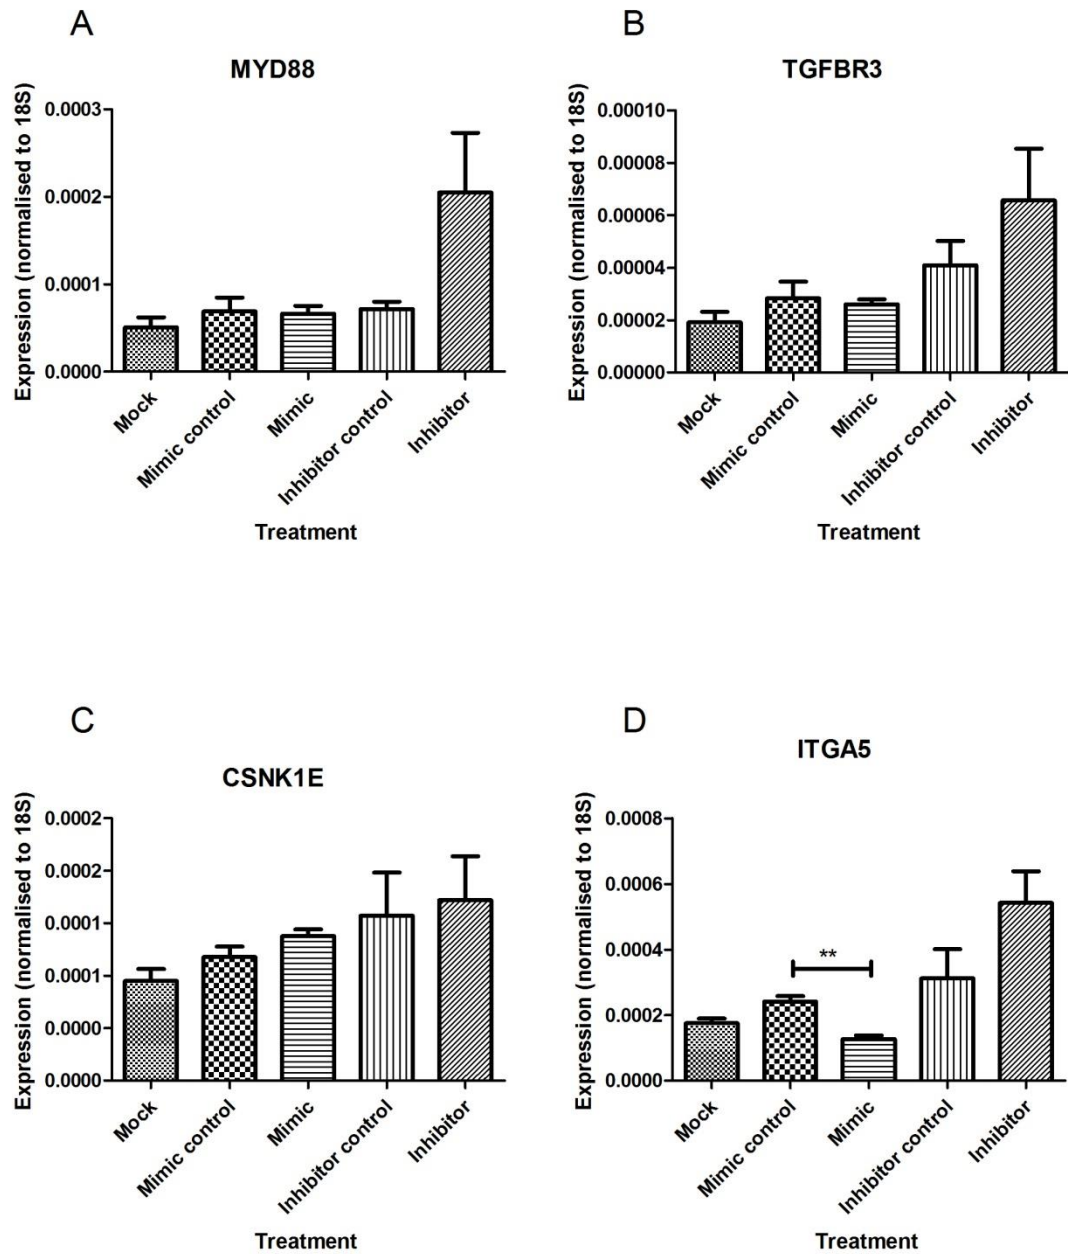 A
MYD88
Expression (normalised to 18S)
0.0003
0.0002
0.0001
0.0000
Mock
Mimic control
Mimic
Inhibitor control
Inhibitor
Treatment
B
TGFBR3
Expression (normalised to 18S)
0.00010
0.00008
0.00006
0.00004
0.00002
0.00000
Mock
Mimic control
Mimic
Inhibitor control
Inhibitor
Treatment
C
CSNK1E
Expression (normalised to 18S)
0.0002
0.0002
0.0001
0.0001
0.0000
0.0000
Mock
Mimic control
Mimic
Inhibitor control
Inhibitor
Treatment
D
ITGA5
Expression (normalised to 18S)
0.0008
0.0006
0.0004
0.0002
0.0000
**
Mock
Mimic control
Mimic
Inhibitor control
Inhibitor
Treatment